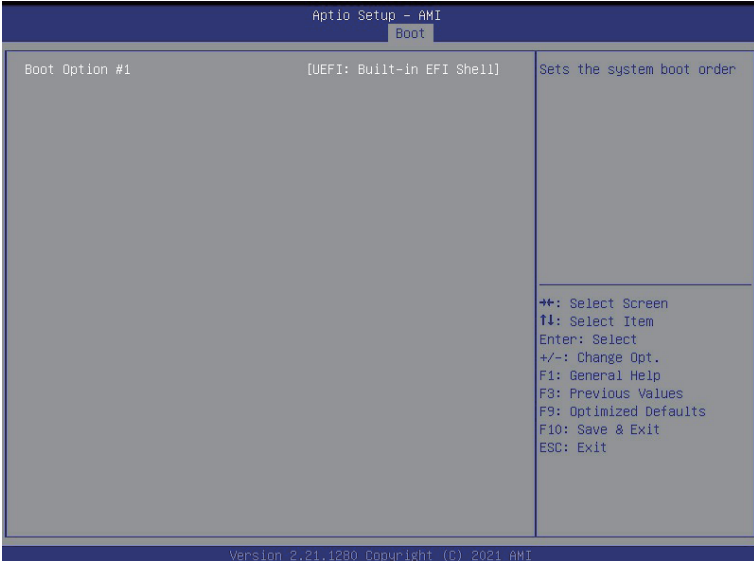 Aptio Setup – AMI
Boot
Boot Option #1 [UEFI: Built-in EFI Shell]
Sets the system boot order
→←: Select Screen
↑↓: Select Item
Enter: Select
+/-: Change Opt.
F1: General Help
F3: Previous Values
F9: Optimized Defaults
F10: Save & Exit
ESC: Exit
Version 2.21.1280 Copyright (C) 2021 AMI